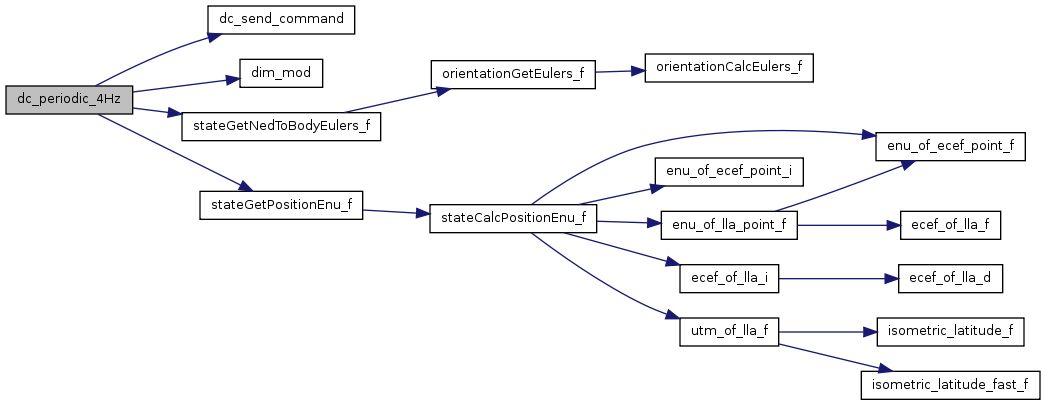 dc_send_command
dim_mod
dc_periodic_4Hz
stateGetNedToBodyEulers_f
orientationGetEulers_f
orientationCalcEulers_f
stateGetPositionEnu_f
stateCalcPositionEnu_f
enu_of_ecef_point_f
enu_of_ecef_point_i
enu_of_lla_point_f
ecef_of_lla_f
ecef_of_lla_i
ecef_of_lla_d
utm_of_lla_f
isometric_latitude_f
isometric_latitude_fast_f